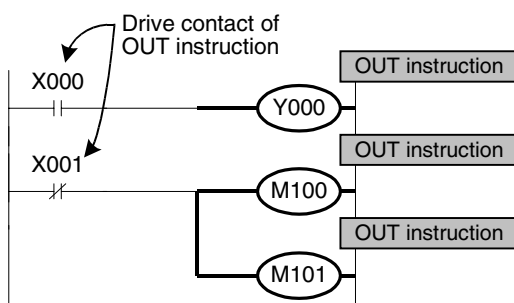 Drive contact of
OUT instruction
OUT instruction
X000
Y000
OUT instruction
X001
M100
OUT instruction
M101